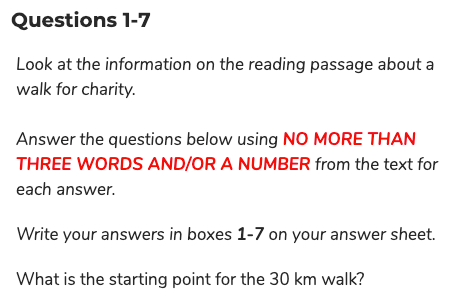 Questions 1-7
Look at the information on the reading passage about a
walk for charity.
Answer the questions below using NO MORE THAN
THREE WORDS AND/OR A NUMBER from the text for
each answer.
Write your answers in boxes 1-7 on your answer sheet.
What is the starting point for the 30 km walk?